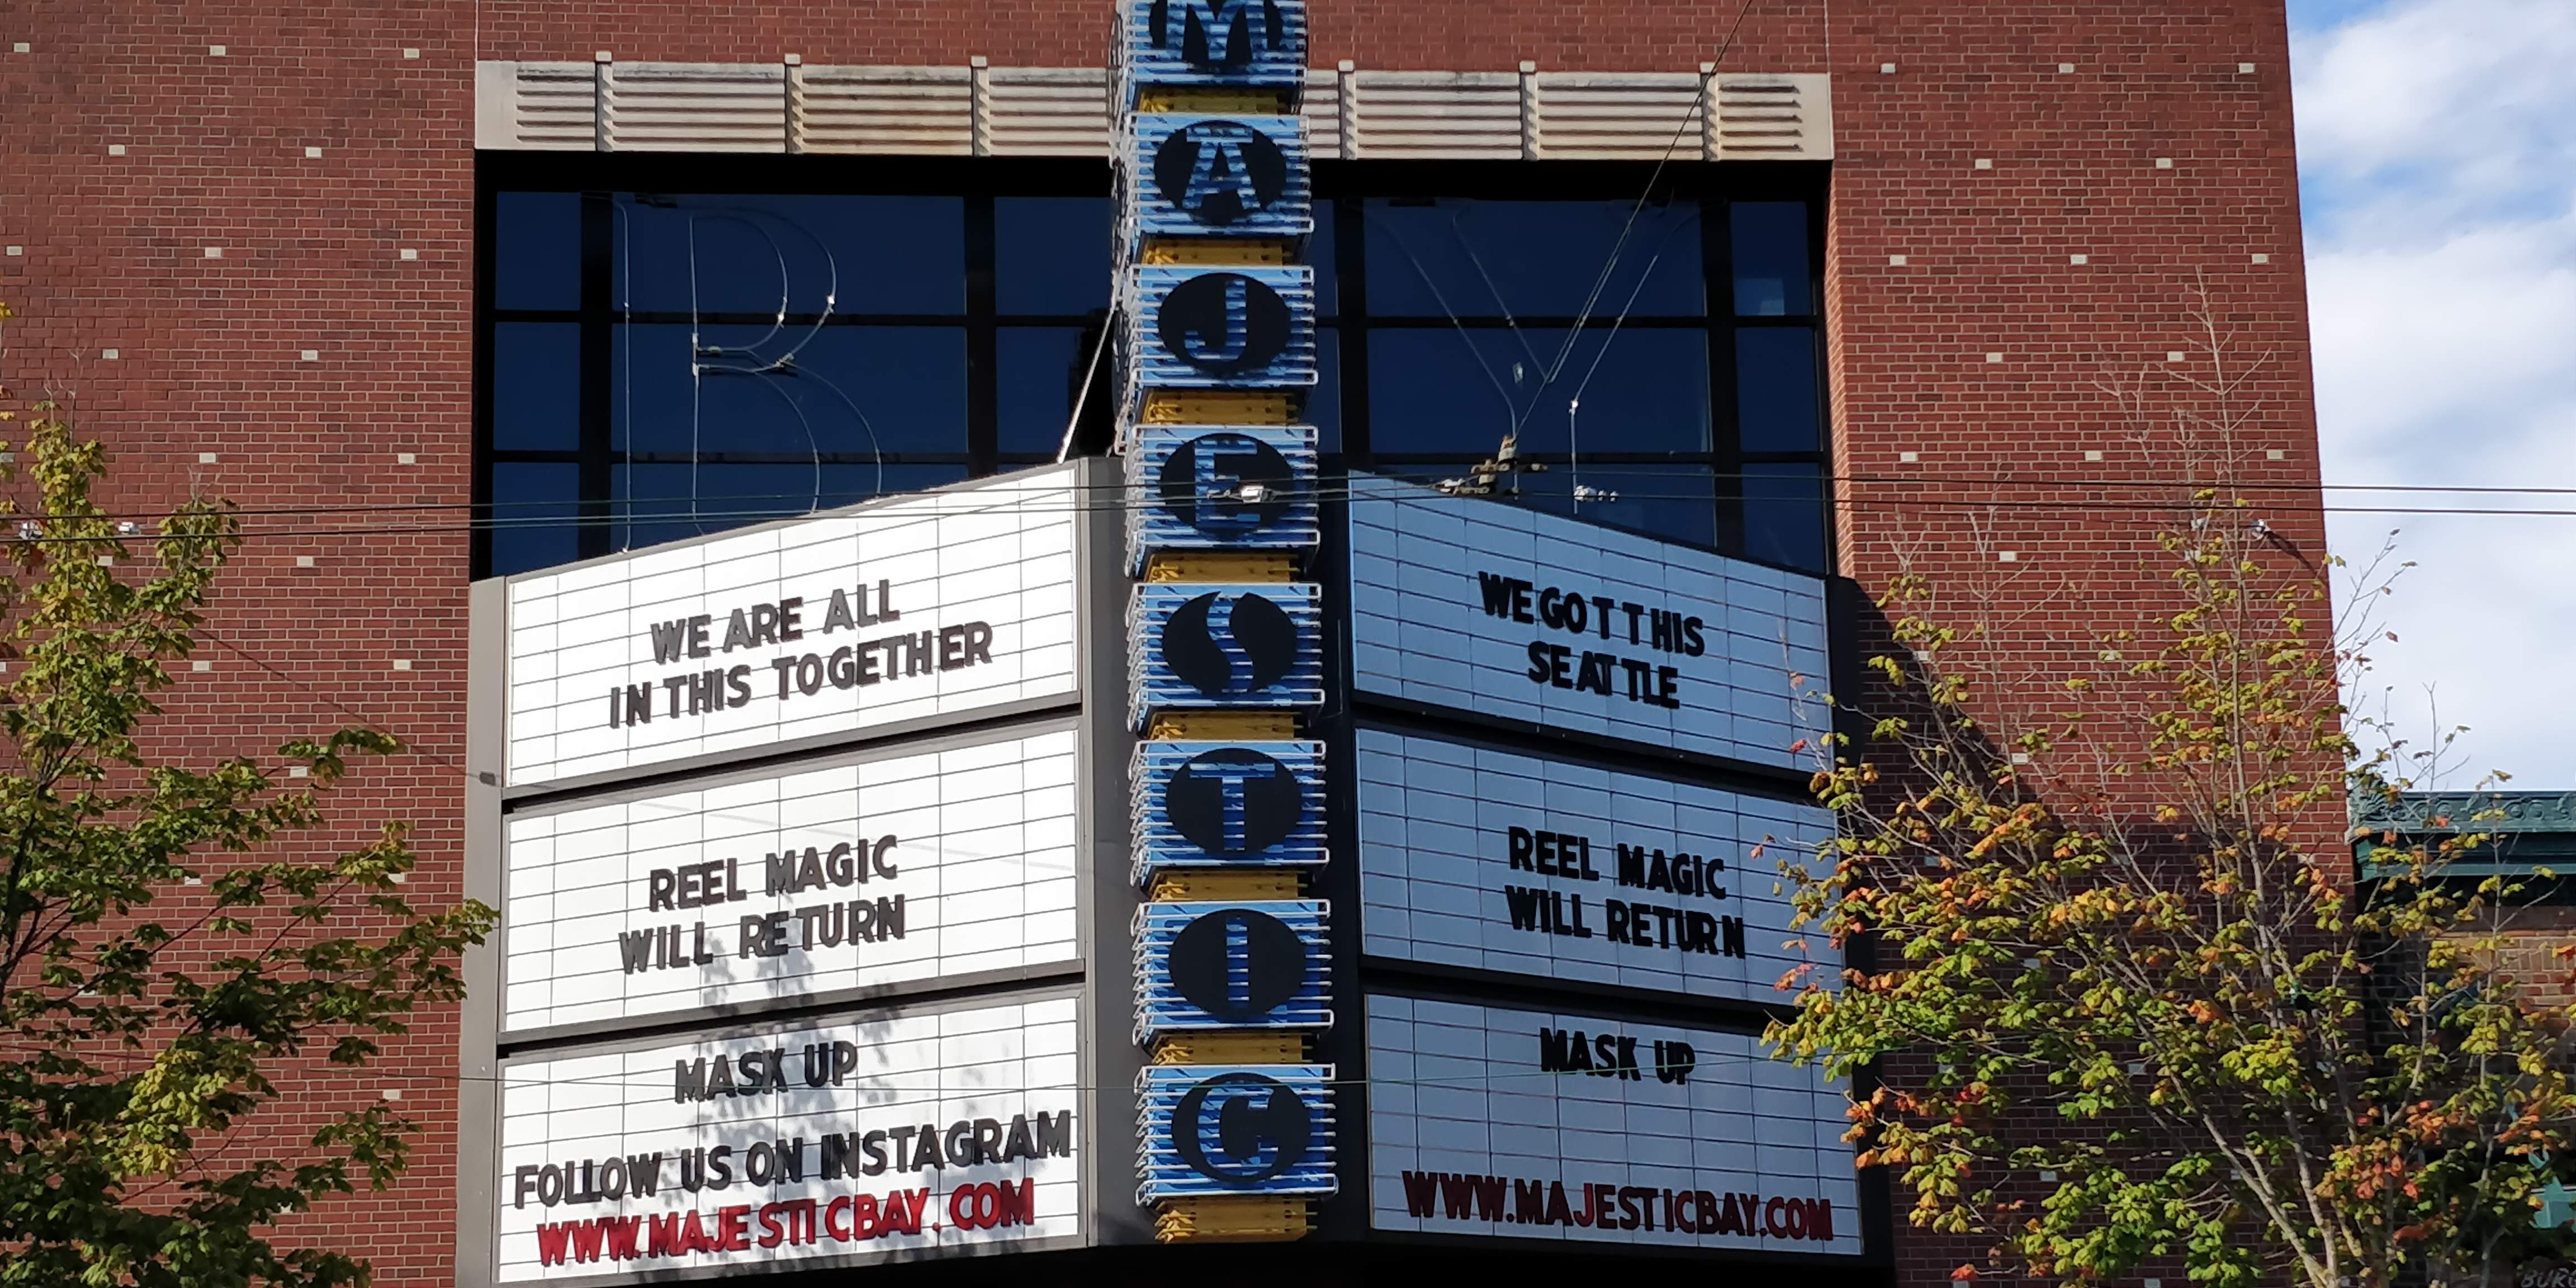 MAJESTIC
B Y
WE ARE ALL
IN THIS TOGETHER
REEL MAGIC
WILL RETURN
MASK UP
FOLLOW US ON INSTAGRAM
WWW.MAJESTICBAY.COM
WE GOT THIS
SEATTLE
REEL MAGIC
WILL RETURN
MASK UP
WWW.MAJESTICBAY.COM